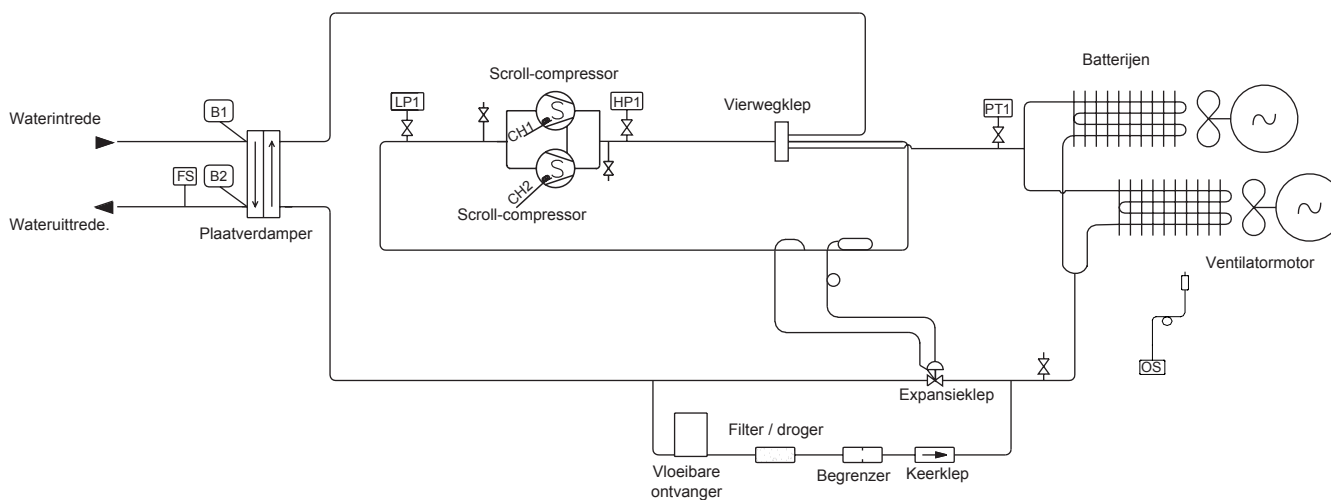 Scroll-compressor
Batterijen
LP1
HP1
Vierwegklep
PT1
Waterintrede
B1
CH1
FS
B2
CH2
Scroll-compressor
Wateruittrede.
Plaatverdamper
Ventilatormotor
OS
Expansieklep
Filter / droger
Vloeibare
ontvanger
Begrenzer
Keerklep
S
S